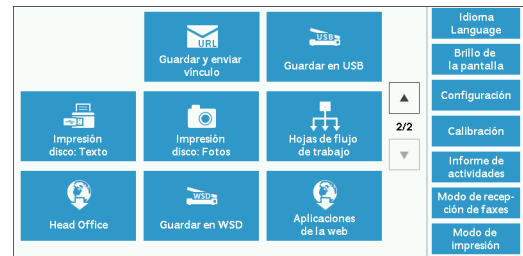 URL
Guardar y enviar
vínculo
USB
Guardar en USB
Impresión
disco: Texto
Impresión
disco: Fotos
Hojas de flujo
de trabajo
2/2
Head Office
WSD
Guardar en WSD
Aplicaciones
de la web
Idioma
Language
Brillo de
la pantalla
Configuración
Calibración
Informe de
actividades
Modo de recep-
ción de faxes
Modo de
impresión